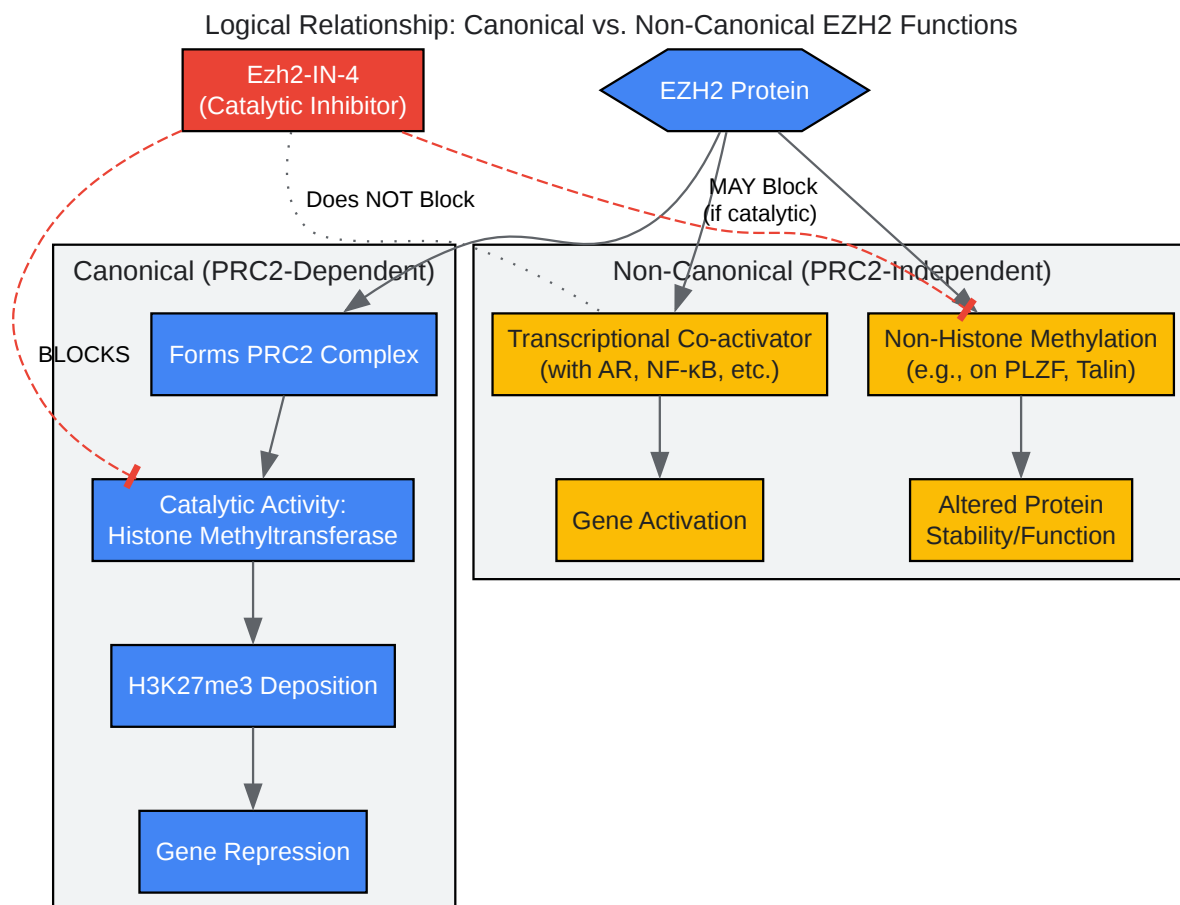 Logical Relationship: Canonical vs. Non-Canonical EZH2 Functions
Ezh2-IN-4
(Catalytic Inhibitor)
EZH2 Protein
Does NOT Block
MAY Block
(if catalytic)
BLOCKS
Canonical (PRC2-Dependent)
Forms PRC2 Complex
Catalytic Activity:
Histone Methyltransferase
H3K27me3 Deposition
Gene Repression
Non-Canonical (PRC2-Independent)
Transcriptional Co-activator
(with AR, NF-κB, etc.)
Gene Activation
Non-Histone Methylation
(e.g., on PLZF, Talin)
Altered Protein
Stability/Function